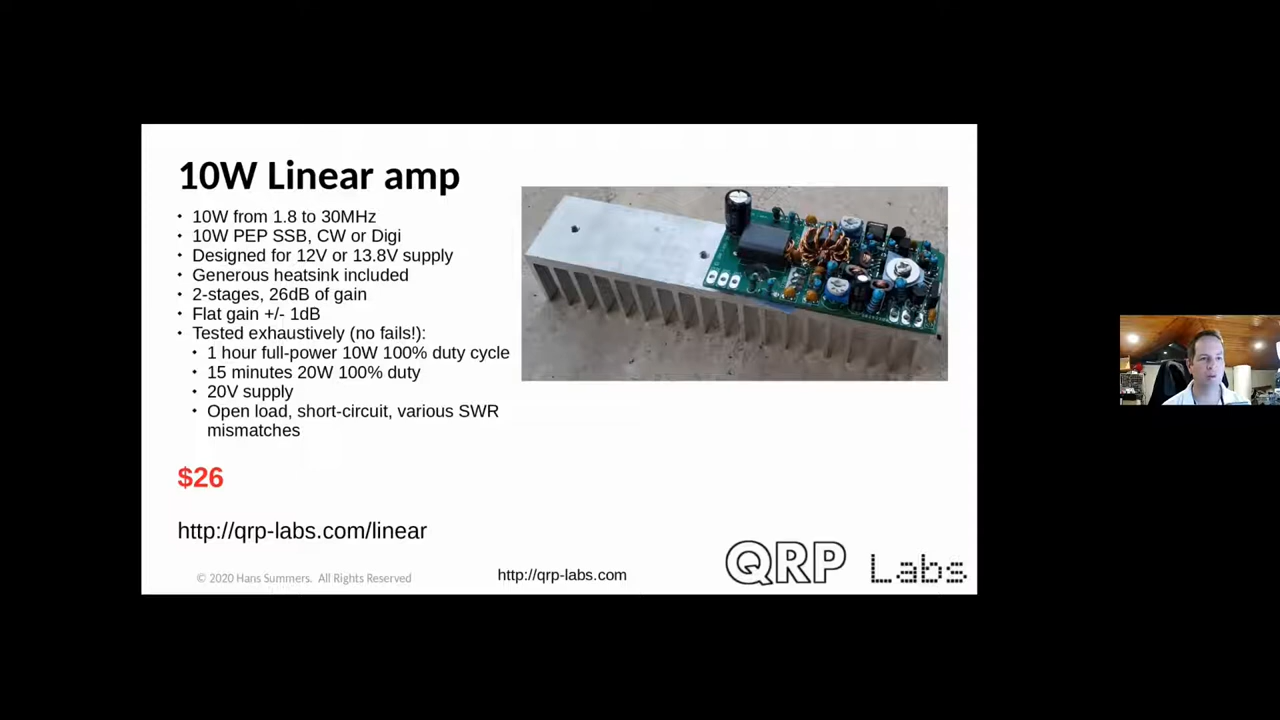 10W Linear amp
10W from 1.8 to 30MHz
10W PEP SSB, CW or Digi
Designed for 12V or 13.8V supply
Generous heatsink included
2-stages, 26dB of gain
Flat gain +/- 1dB
Tested exhaustively (no fails!):
1 hour full-power 10W 100% duty cycle
15 minutes 20W 100% duty
20V supply
Open load, short-circuit, various SWR
mismatches
$26
http://qrp-labs.com/linear
© 2020 Hans Summers. All Rights Reserved
http://qrp-labs.com
QRP Labs